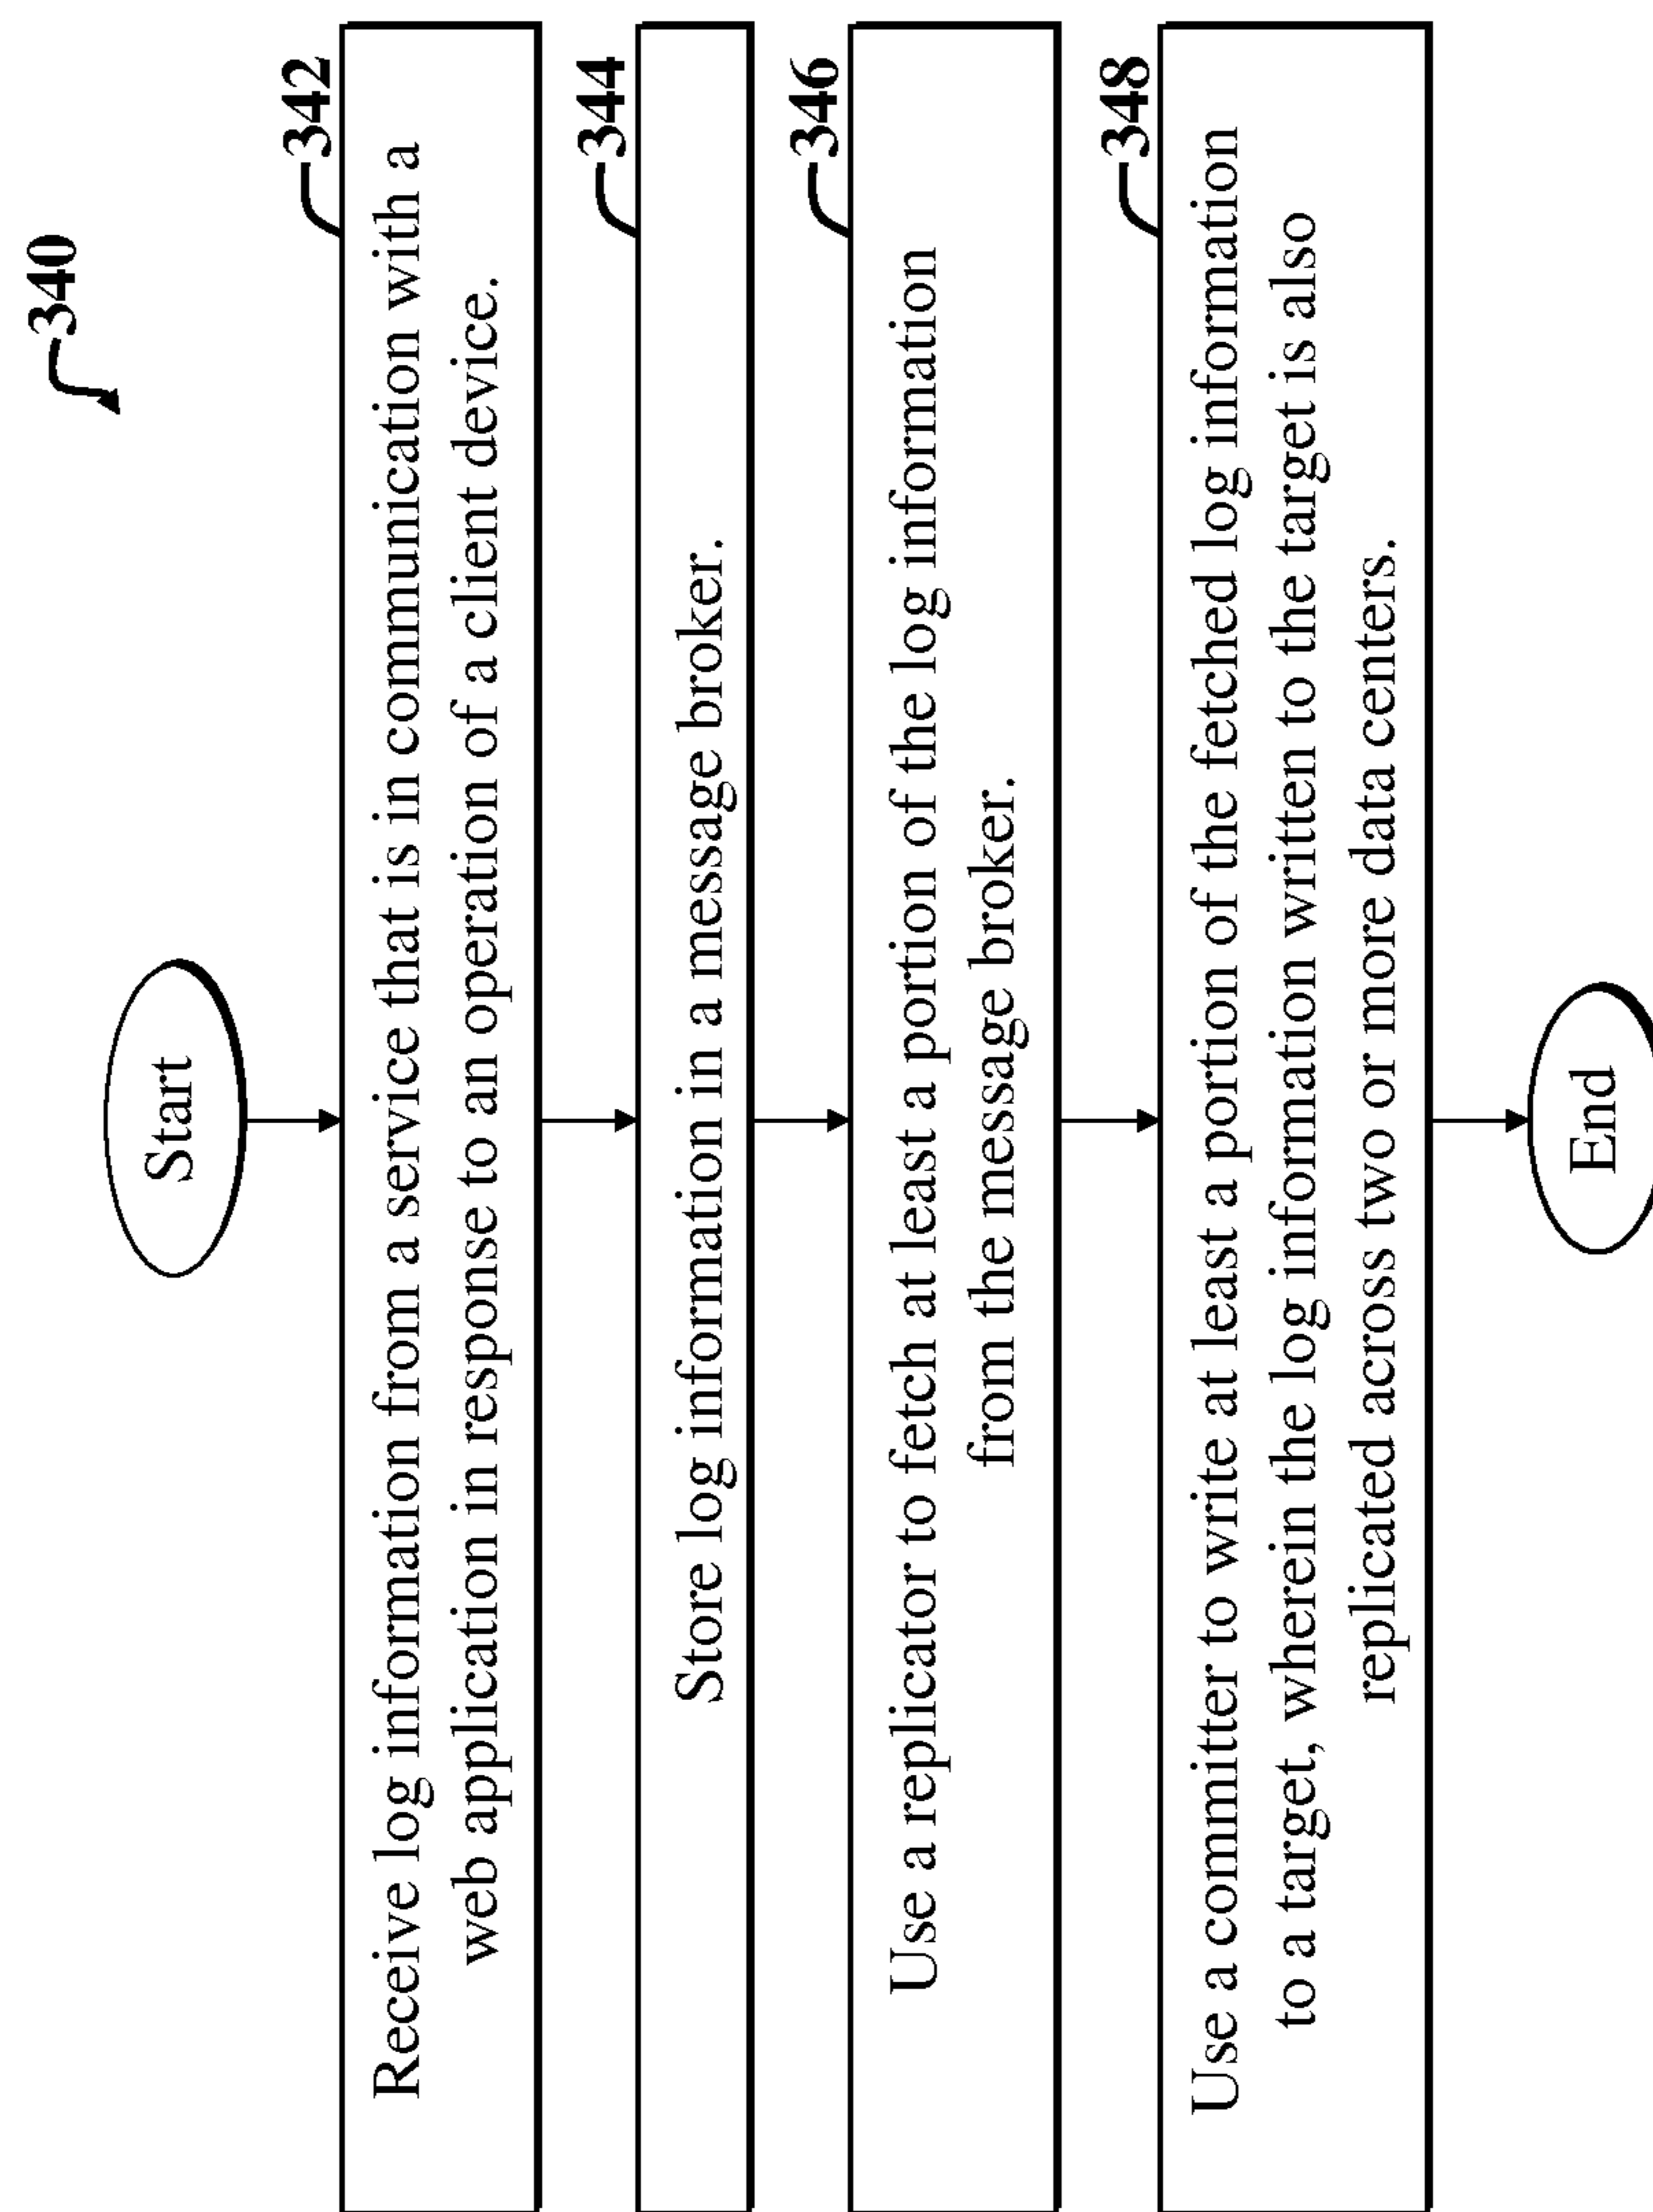 340
Start
342
Receive log information from a service that is in communication with a
web application in response to an operation of a client device.
344
Store log information in a message broker.
346
Use a replicator to fetch at least a portion of the log information
from the message broker.
348
Use a committer to write at least a portion of the fetched log information
to a target, wherein the log information written to the target is also
replicated across two or more data centers.
End